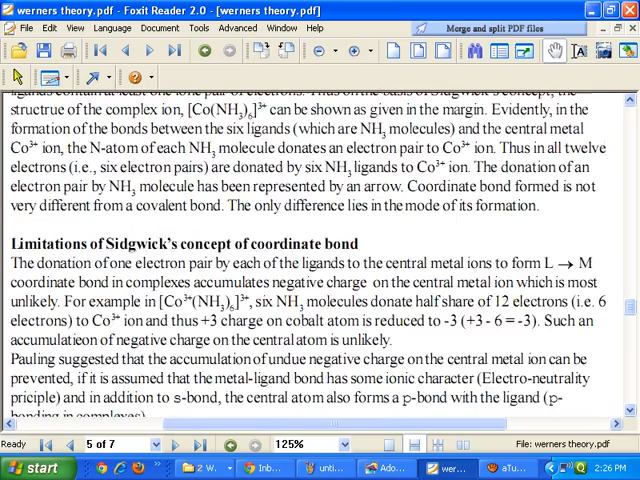 werners theory.pdf - Foxit Reader 2.0 - [werners theory.pdf]
File Edit View Language Document Tools Advanced Window Help
Merge and split PDF files
structrue of the complex ion, [Co(NH3)6]3+ can be shown as given in the margin. Evidently, in the
formation of the bonds between the six ligands (which are NH3 molecules) and the central metal
Co3+ ion, the N-atom of each NH3 molecule donates an electron pair to Co3+ ion. Thus in all twelve
electrons (i.e., six electron pairs) are donated by six NH3 ligands to Co3+ ion. The donation of an
electron pair by NH3 molecule has been represented by an arrow. Coordinate bond formed is not
very different from a covalent bond. The only difference lies in the mode of its formation.
Limitations of Sidgwick's concept of coordinate bond
The donation of one electron pair by each of the ligands to the central metal ions to form L → M
coordinate bond in complexes accumulates negative charge on the central metal ion which is most
unlikely. For example in [Co3+(NH3)6]3+, six NH3 molecules donate half share of 12 electrons (i.e. 6
electrons) to Co3+ ion and thus +3 charge on cobalt atom is reduced to -3 (+3 - 6 = -3). Such an
accumulatieon of negative charge on the central atom is unlikely.
Pauling suggested that the accumulation of undue negative charge on the central metal ion can be
prevented, if it is assumed that the metal-ligand bond has some ionic character (Electro-neutrality
priciple) and in addition to s-bond, the central atom also forms a p-bond with the ligand (p-
bonding in complexes)
Ready 5 of 7 125% File: werners theory.pdf
start 2 W... Inb... unti... Ado... wer... aTu... 2:26 PM